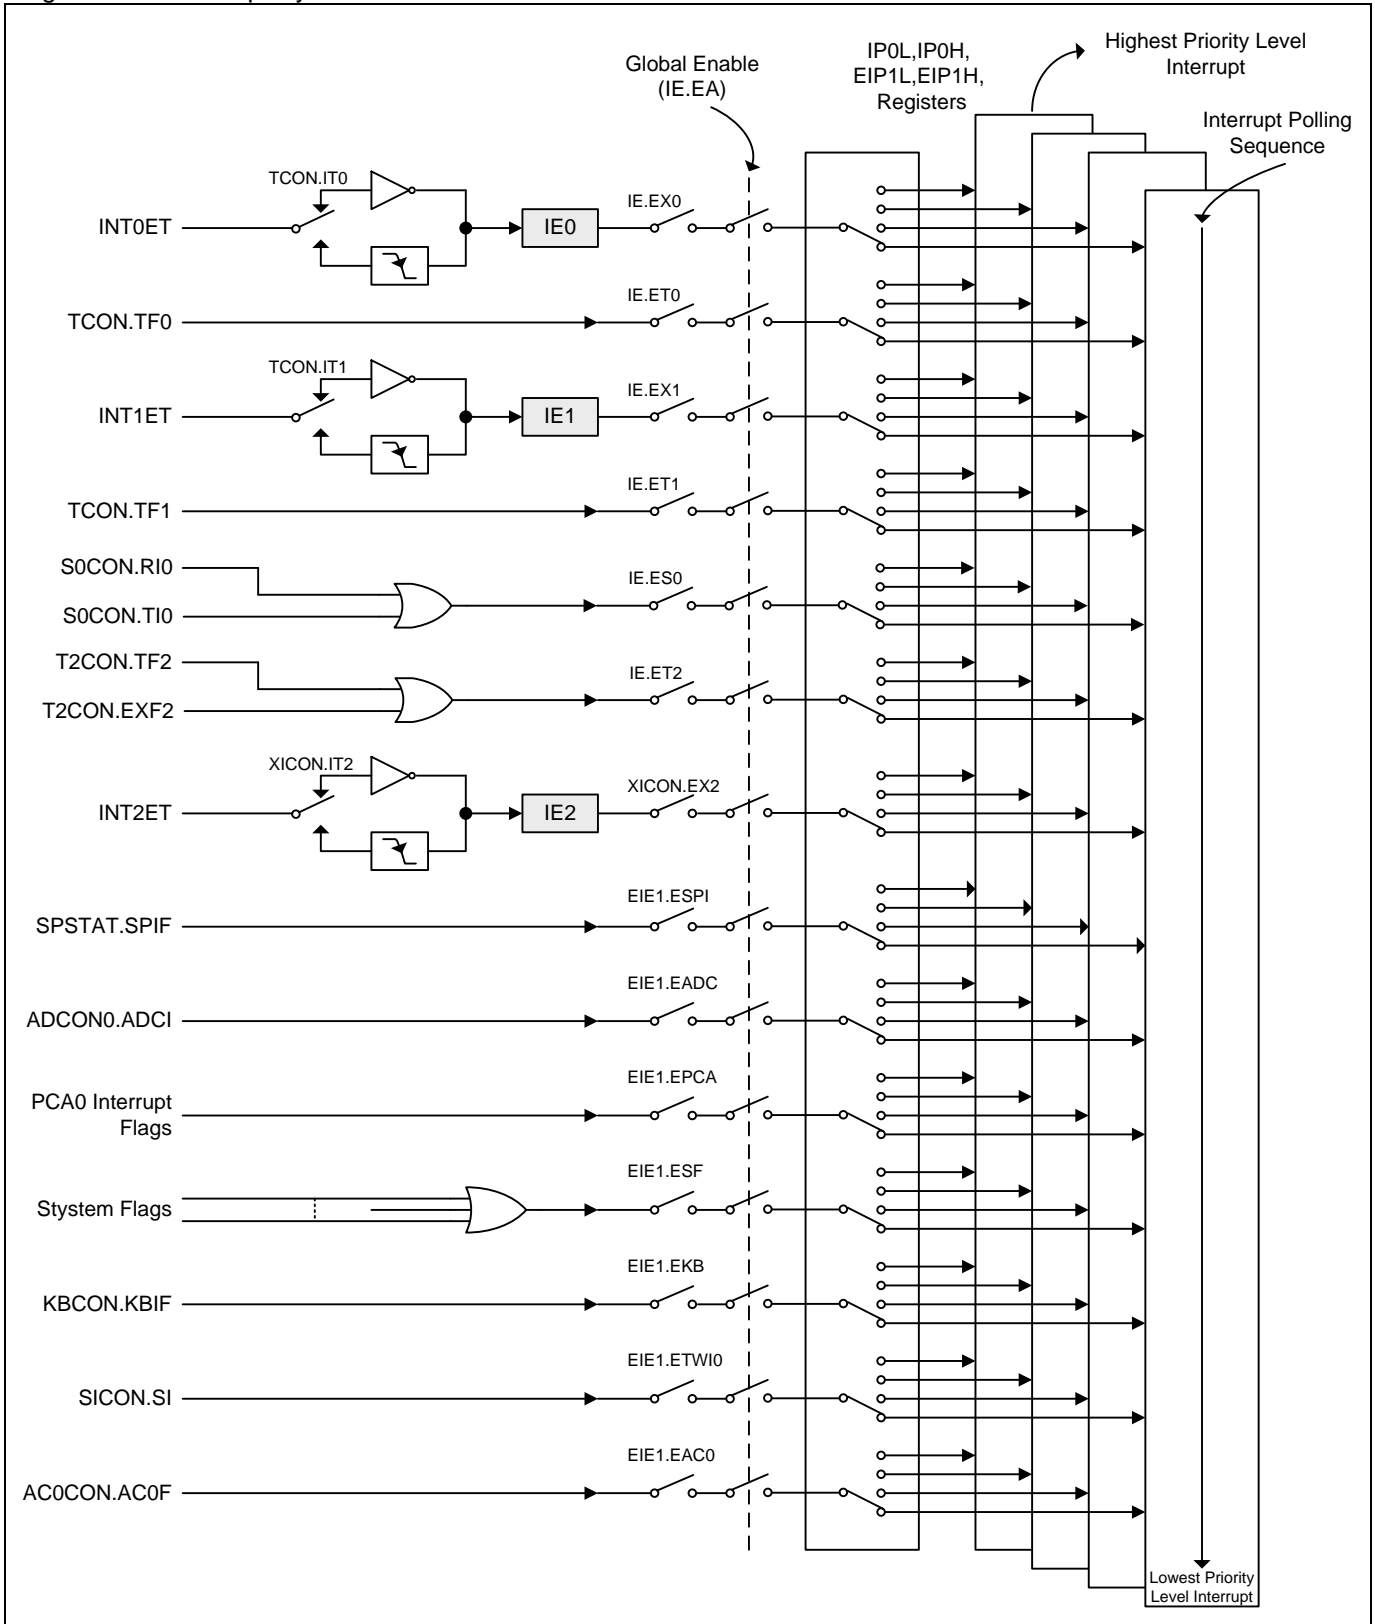 Global Enable
(IE.EA)
IP0L,IP0H,
EIP1L,EIP1H,
Registers
Highest Priority Level
Interrupt
Interrupt Polling
Sequence
TCON.IT0
INT0ET
IE0
IE.EX0
TCON.TF0
IE.ET0
TCON.IT1
INT1ET
IE1
IE.EX1
TCON.TF1
IE.ET1
S0CON.RI0
S0CON.TI0
IE.ES0
T2CON.TF2
T2CON.EXF2
IE.ET2
XICON.IT2
INT2ET
IE2
XICON.EX2
SPSTAT.SPIF
EIE1.ESPI
ADCON0.ADCI
EIE1.EADC
PCA0 Interrupt
Flags
EIE1.EPCA
Stystem Flags
EIE1.ESF
KBCON.KBIF
EIE1.EKB
SICON.SI
EIE1.ETWI0
AC0CON.AC0F
EIE1.EAC0
Lowest Priority
Level Interrupt